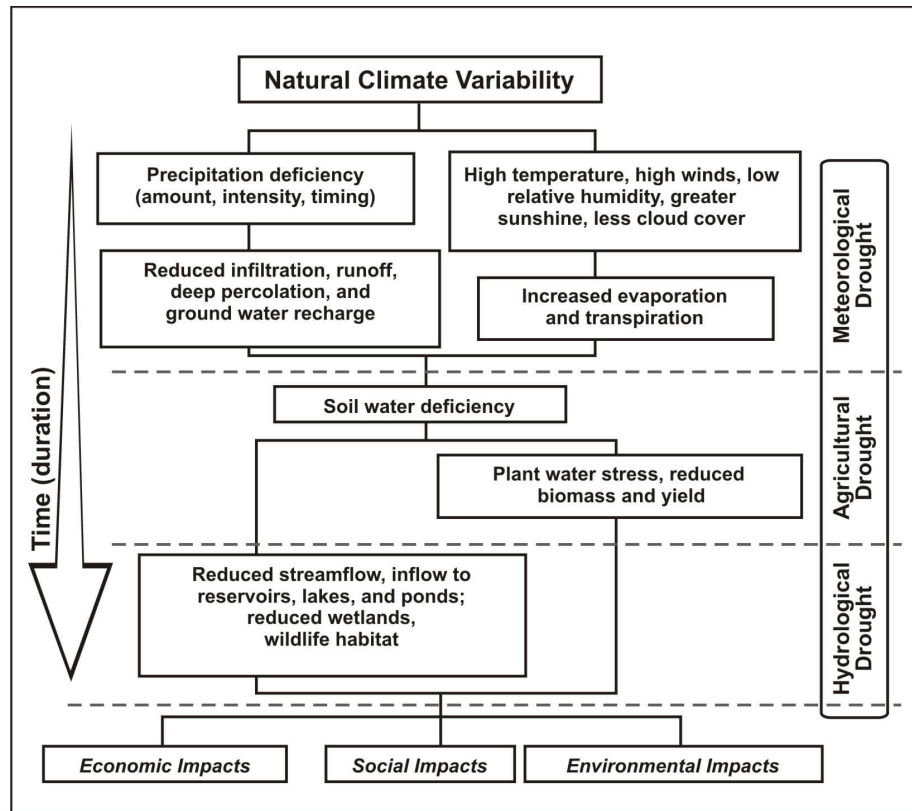 Natural Climate Variability
Precipitation deficiency
(amount, intensity, timing)
High temperature, high winds, low
relative humidity, greater
sunshine, less cloud cover
Reduced infiltration, runoff,
deep percolation, and
ground water recharge
Increased evaporation
and transpiration
Meteorological
Drought
Time (duration)
Soil water deficiency
Plant water stress, reduced
biomass and yield
Agricultural
Drought
Reduced streamflow, inflow to
reservoirs, lakes, and ponds;
reduced wetlands,
wildlife habitat
Hydrological
Drought
Economic Impacts
Social Impacts
Environmental Impacts